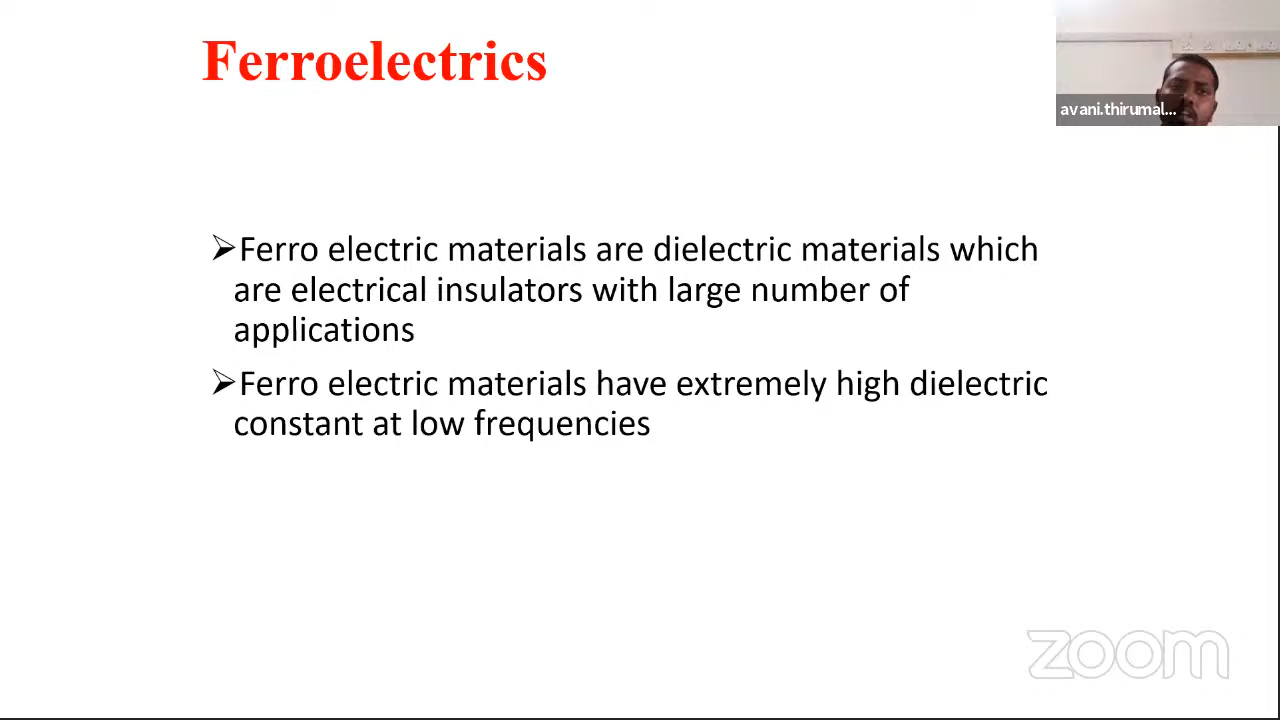 Ferroelectrics
avani.thirumal...
➢Ferro electric materials are dielectric materials which
are electrical insulators with large number of
applications
➢Ferro electric materials have extremely high dielectric
constant at low frequencies
zoom